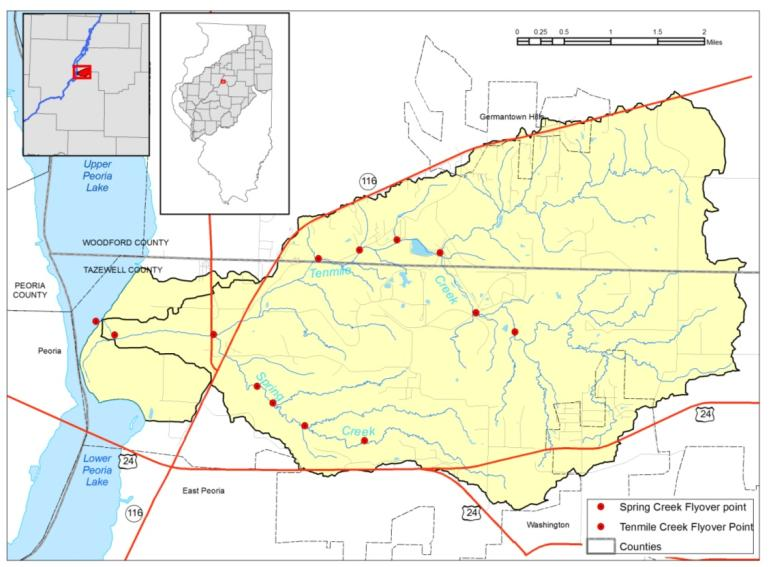 0 0.25 0.5 1 1.5 2
Miles
Germantown Hills
116
Upper
Peoria
Lake
WOODFORD COUNTY
TAZEWELL COUNTY
PEORIA
COUNTY
Tenmile
Creek
Peoria
Spring
Creek
24
Lower
Peoria
Lake
24
116
East Peoria
24
Washington
Spring Creek Flyover point
Tenmile Creek Flyover Point
Counties